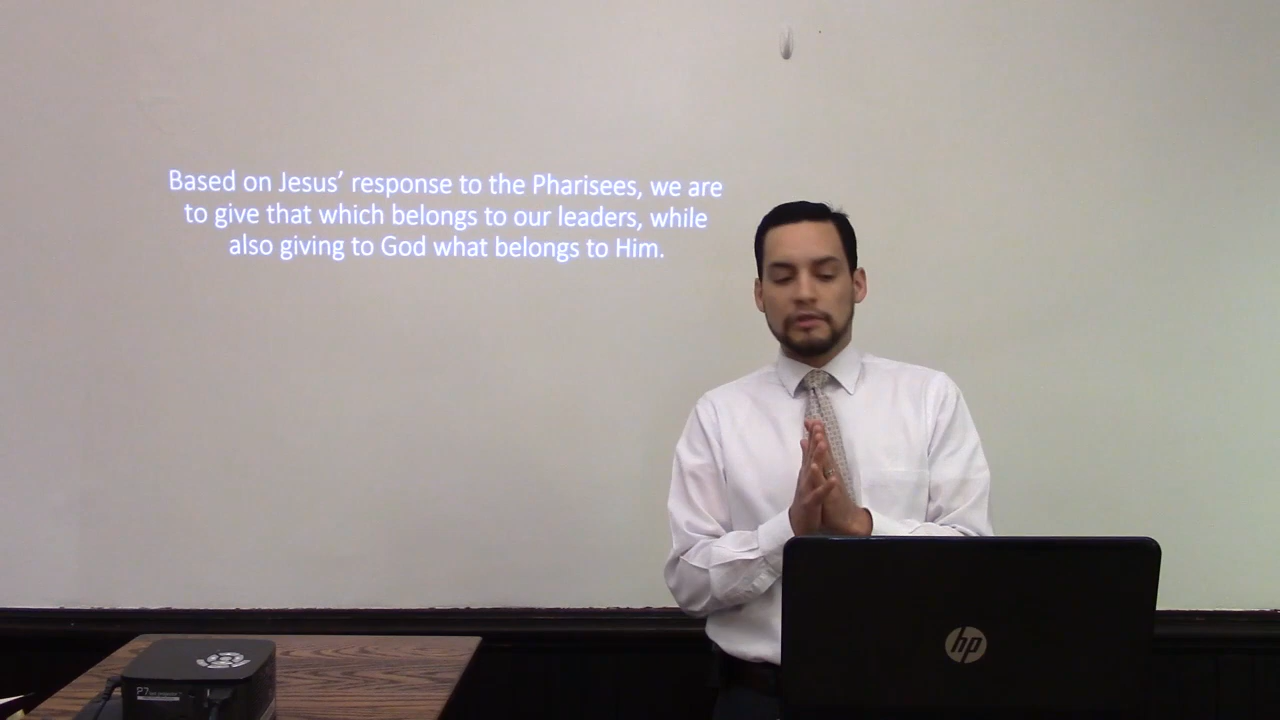 Based on Jesus’ response to the Pharisees, we are
to give that which belongs to our leaders, while
also giving to God what belongs to Him.
hp
P7